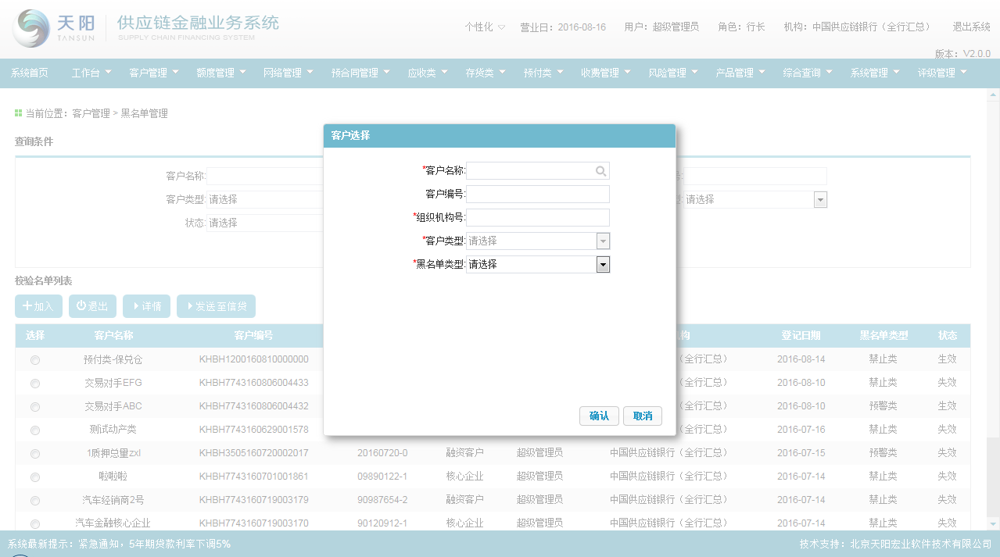 天阳 TANSUN 供应链金融业务系统 SUPPLY CHAIN FINANCING SYSTEM
个性化 营业日：2016-08-16 用户：超级管理员 角色：行长 机构：中国供应链银行（全行汇总） 退出系统
版本：V2.0.0
系统首页 工作台 客户管理 额度管理 网络管理 预合同管理 应收类 存货类 预付类 收费管理 风险管理 产品管理 综合查询 系统管理 评级管理
当前位置：客户管理 > 黑名单管理
查询条件
客户名称: 号:
客户类型: 请选择 型: 请选择
状态: 请选择
客户选择
*客户名称:
客户编号:
*组织机构号:
*客户类型: 请选择
*黑名单类型: 请选择
确认 取消
校验名单列表
加入 退出 详情 发送至信贷
选择 客户名称 客户编号 构 登记日期 黑名单类型 状态
预付类-保兑仓 KHBH1200160810000000 （全行汇总） 2016-08-14 禁止类 生效
交易对手EFG KHBH7743160806004433 （全行汇总） 2016-08-10 禁止类 失效
交易对手ABC KHBH7743160806004432 （全行汇总） 2016-08-10 预警类 生效
测试动产类 KHBH7743160629001578 （全行汇总） 2016-07-16 禁止类 失效
1质押总量zxl KHBH3505160720002017 20160720-0 融资客户 超级管理员 中国供应链银行（全行汇总） 2016-07-15 预警类 失效
啦啦啦 KHBH7743160701001861 09890122-1 核心企业 超级管理员 中国供应链银行（全行汇总） 2016-07-14 禁止类 失效
汽车经销商2号 KHBH7743160719003179 90987654-2 融资客户 超级管理员 中国供应链银行（全行汇总） 2016-07-14 禁止类 失效
汽车金融核心企业 KHBH7743160719003170 90120912-1 核心企业 超级管理员 中国供应链银行（全行汇总） 2016-07-14 禁止类 失效
系统最新提示：紧急通知，5年期贷款利率下调5% 技术支持：北京天阳宏业软件技术有限公司